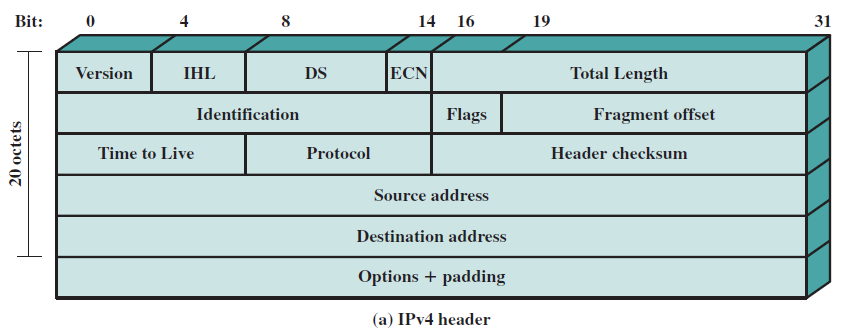 Bit: 0 4 8 14 16 19 31
Version IHL DS ECN Total Length
Identification Flags Fragment offset
Time to Live Protocol Header checksum
Source address
Destination address
Options + padding
20 octets
(a) IPv4 header